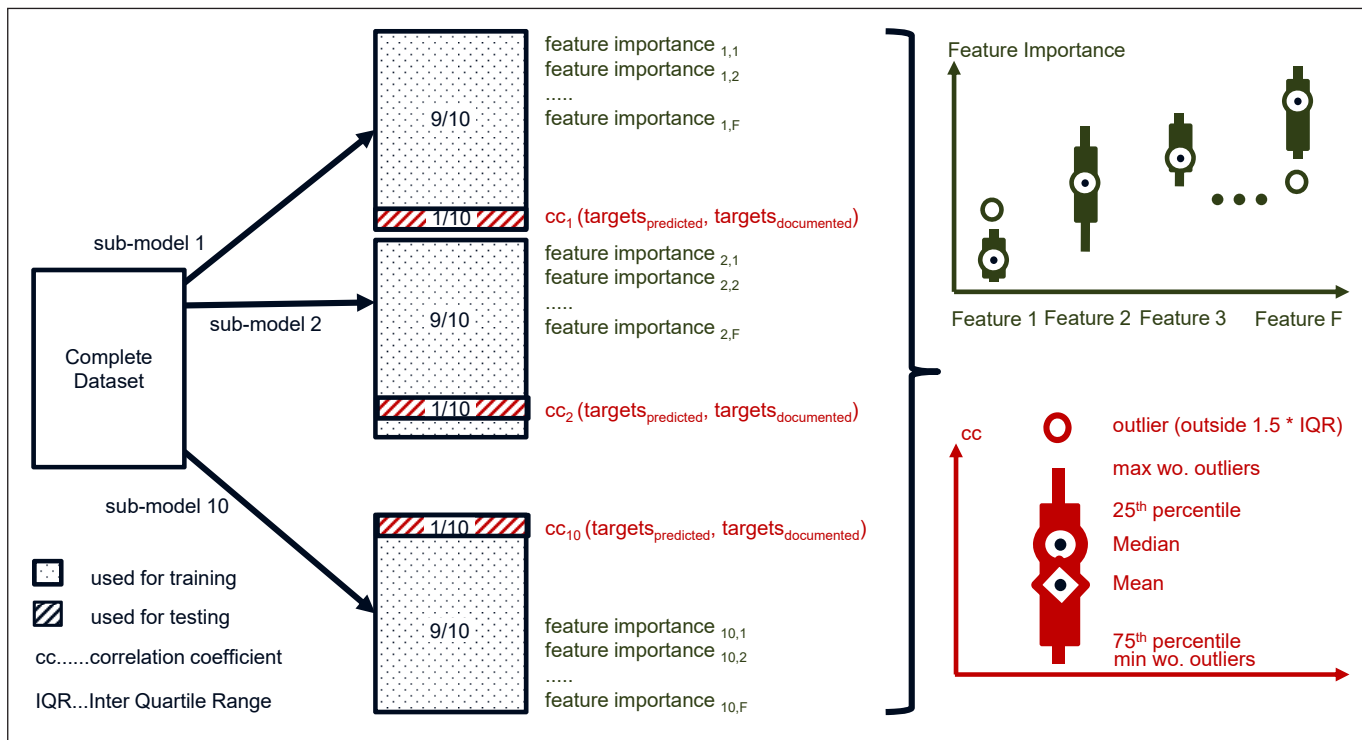 Complete
Dataset
sub-model 1
sub-model 2
sub-model 10
used for training
used for testing
cc......correlation coefficient
IQR...Inter Quartile Range
9/10
1/10
9/10
1/10
1/10
9/10
feature importance 1,1
feature importance 1,2
.....
feature importance 1,F
cc1 (targetspredicted, targetsdocumented)
feature importance 2,1
feature importance 2,2
.....
feature importance 2,F
cc2 (targetspredicted, targetsdocumented)
cc10 (targetspredicted, targetsdocumented)
feature importance 10,1
feature importance 10,2
.....
feature importance 10,F
Feature Importance
Feature 1 Feature 2 Feature 3 Feature F
cc
outlier (outside 1.5 * IQR)
max wo. outliers
25th percentile
Median
Mean
75th percentile
min wo. outliers